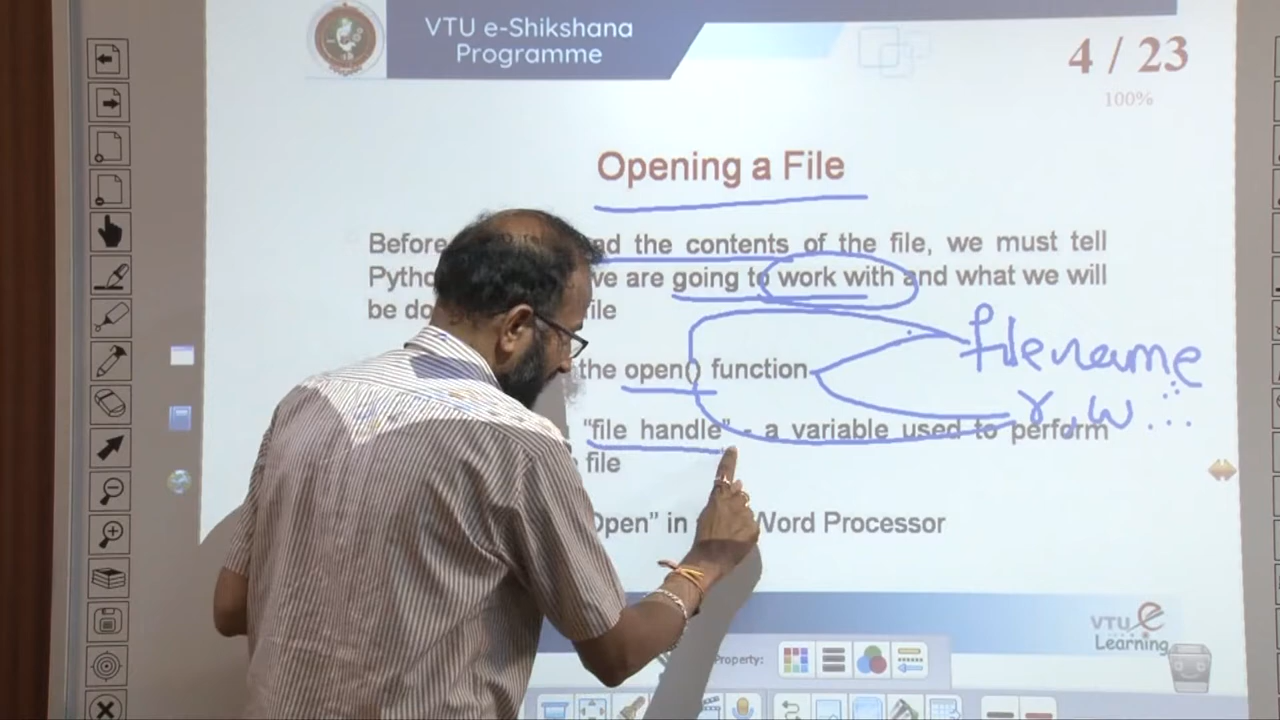 VTU e-Shikshana
Programme
4 / 23
100%
Opening a File
Before ad the contents of the file, we must tell
Pytho we are going to work with and what we will
be do file
the open() function
filename
r, w ...
"file handle" - a variable used to perform
file
Open" in Word Processor
VTU e
Learning
Property: